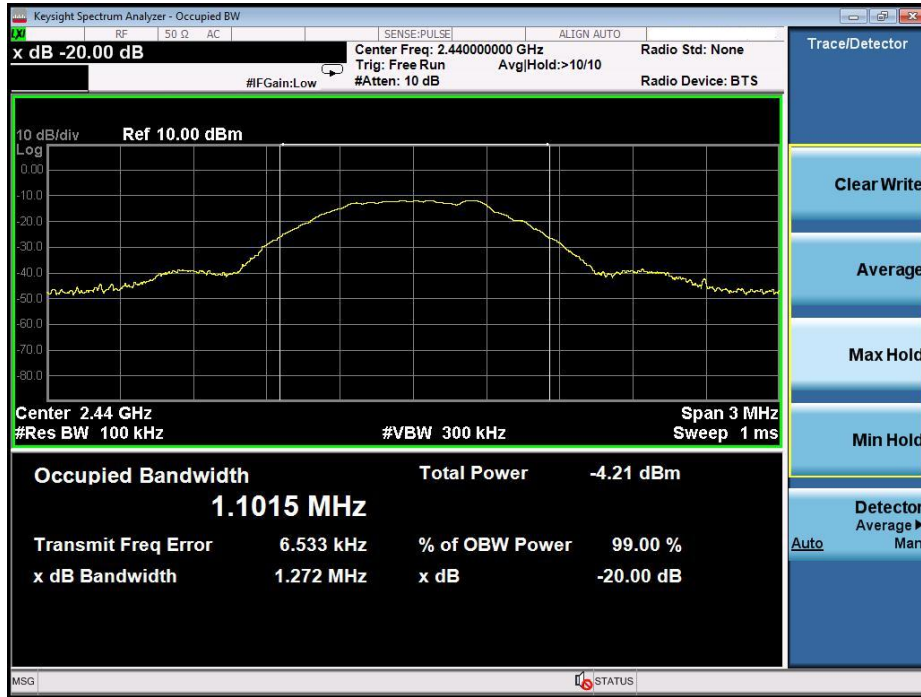 Keysight Spectrum Analyzer - Occupied BW
LXI RF 50 Ω AC SENSE:PULSE ALIGN AUTO
x dB -20.00 dB
Center Freq: 2.440000000 GHz
Radio Std: None
Trig: Free Run Avg|Hold:>10/10
#IFGain:Low
#Atten: 10 dB
Radio Device: BTS
10 dB/div Ref 10.00 dBm
Log
0.00
-10.0
-20.0
-30.0
-40.0
-50.0
-60.0
-70.0
-80.0
Center 2.44 GHz
Span 3 MHz
#Res BW 100 kHz
#VBW 300 kHz
Sweep 1 ms
Occupied Bandwidth
1.1015 MHz
Total Power -4.21 dBm
Transmit Freq Error 6.533 kHz
% of OBW Power 99.00 %
x dB Bandwidth 1.272 MHz
x dB -20.00 dB
Trace/Detector
Clear Write
Average
Max Hold
Min Hold
Detector
Average
Auto Man
MSG
STATUS